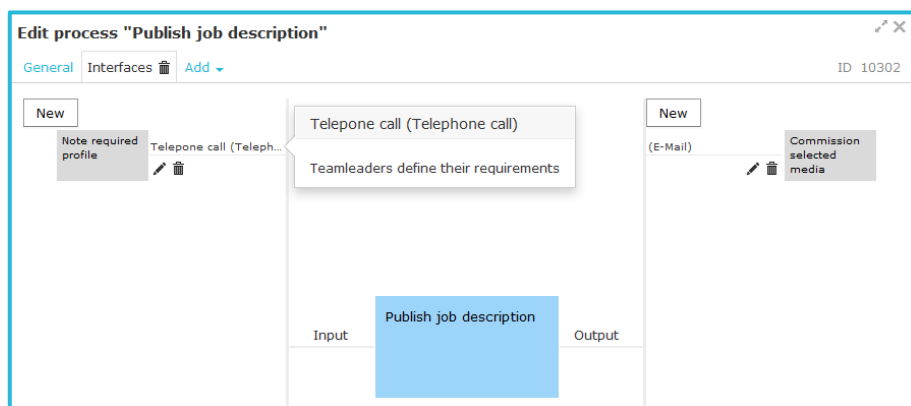 Edit process "Publish job description"
General Interfaces Add ID 10302
New
Note required
profile
Telepone call (Teleph...
Telepone call (Telephone call)
Teamleaders define their requirements
New
(E-Mail)
Commission
selected
media
Input
Publish job description
Output